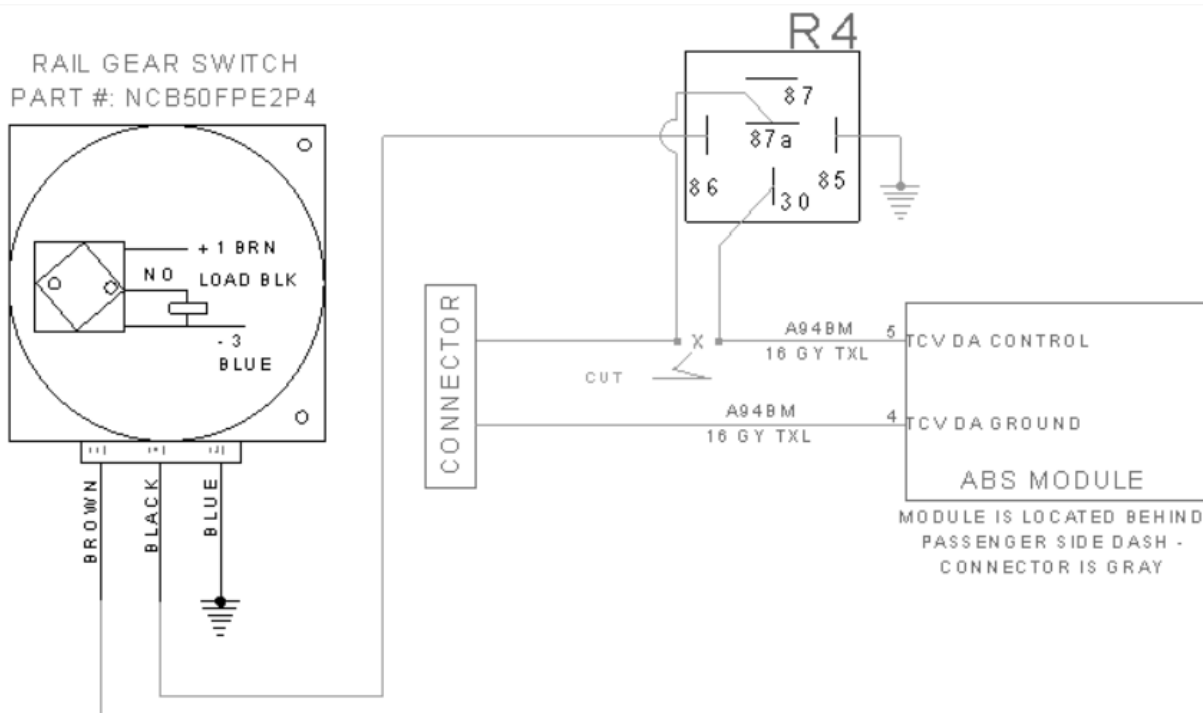 R4
RAIL GEAR SWITCH
PART #: NCB50FPE2P4
87
87a
86
85
30
+ 1 BRN
NO
LOAD BLK
- 3
BLUE
CONNECTOR
X
CUT
A94BM
16 GY TXL
5
TCV DA CONTROL
A94BM
16 GY TXL
4
TCV DA GROUND
ABS MODULE
MODULE IS LOCATED BEHIND
PASSENGER SIDE DASH -
CONNECTOR IS GRAY
BROWN
BLACK
BLUE